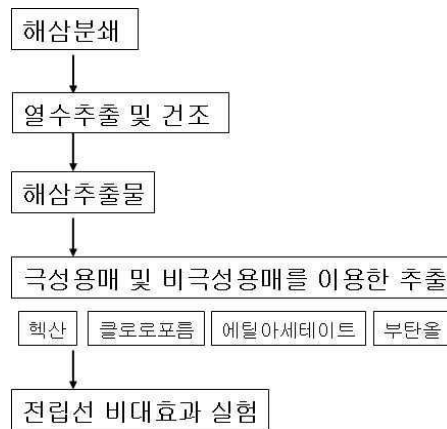 해삼분쇄
열수추출 및 건조
해삼추출물
극성용매 및 비극성용매를 이용한 추출
헥산 클로로포름 에틸아세테이트 부탄올
전립선 비대효과 실험